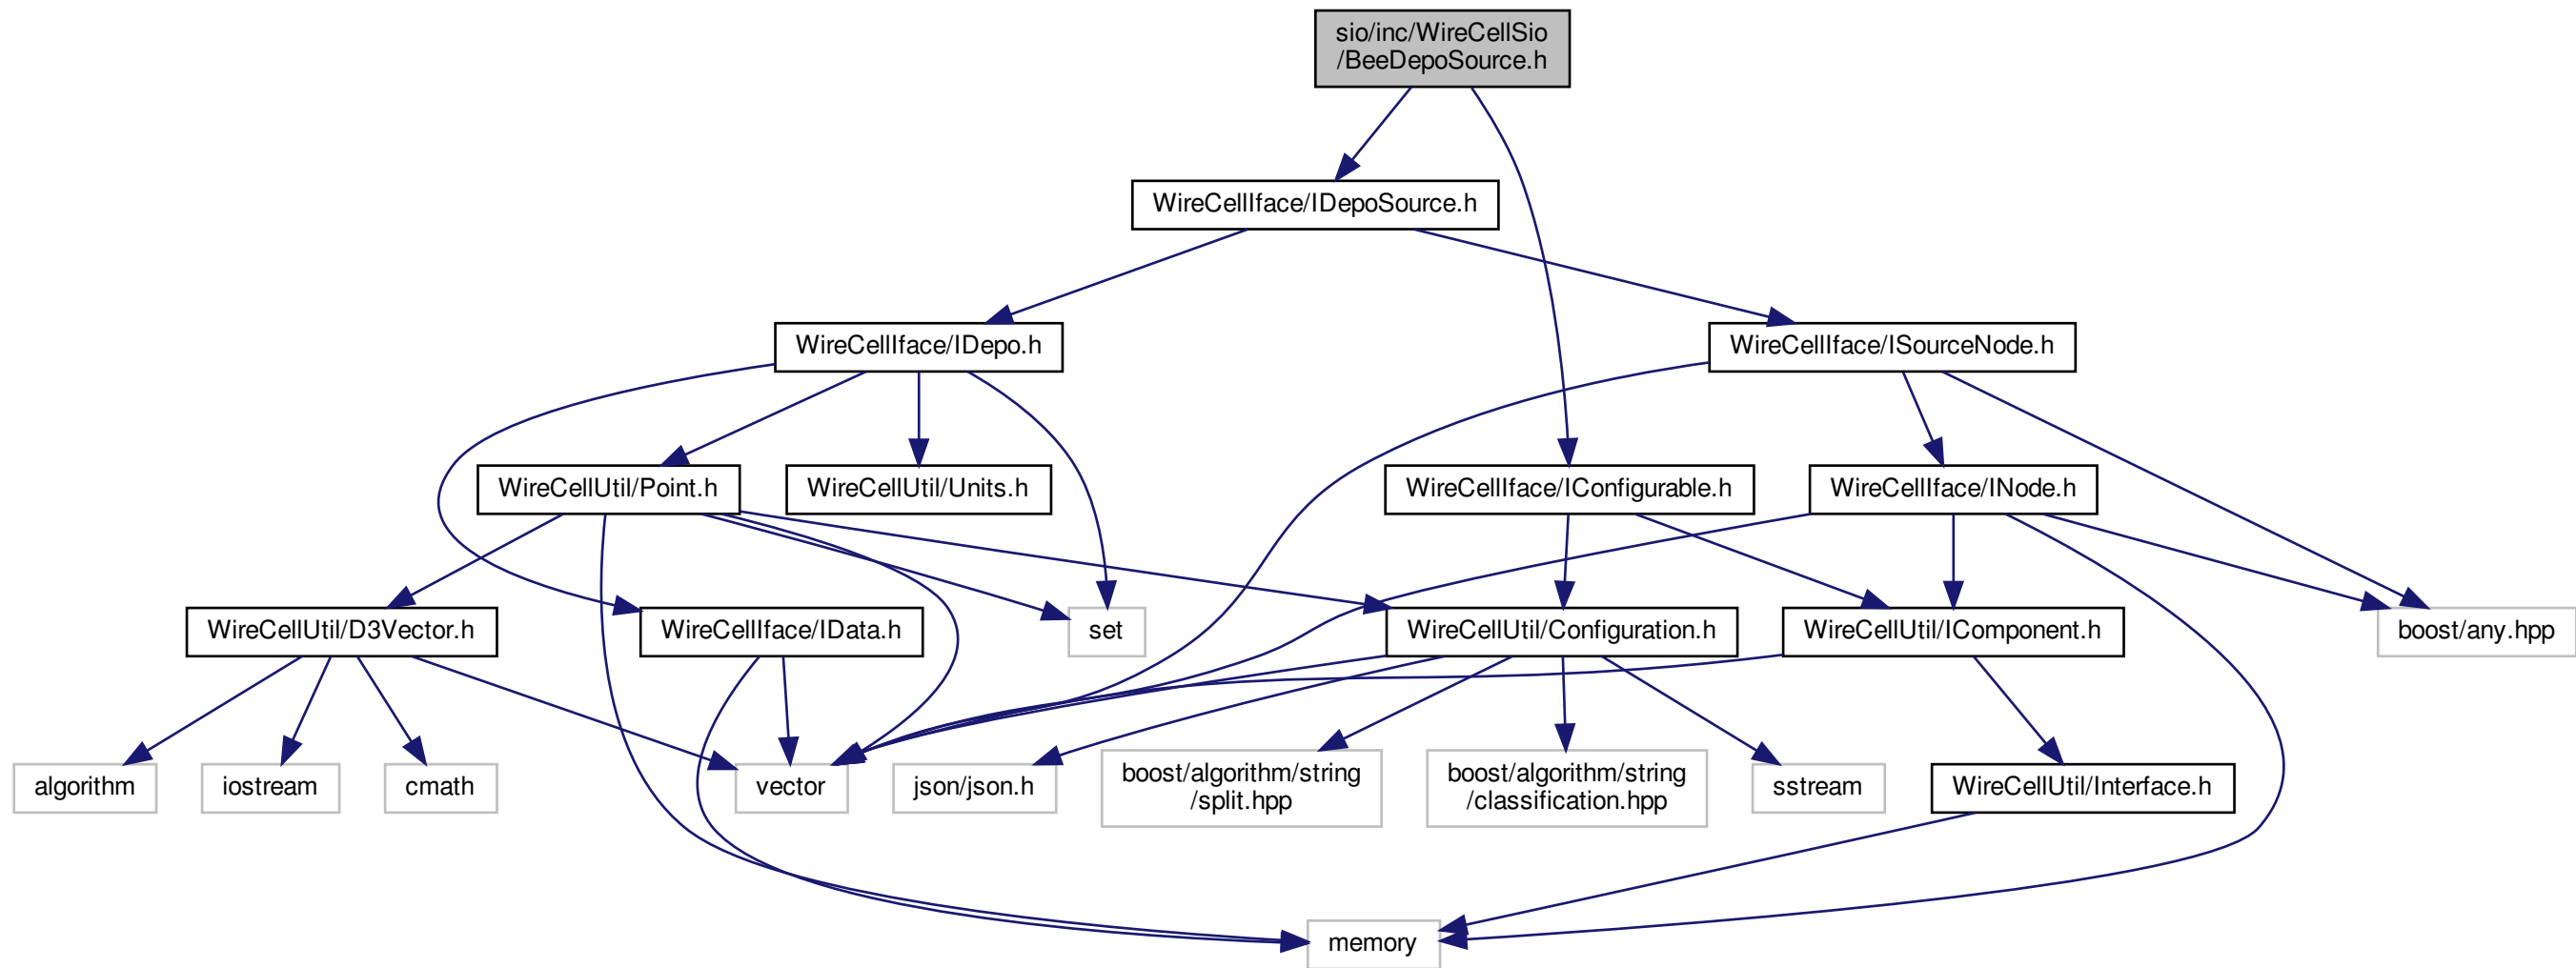 sio/inc/WireCellSio
/BeeDepoSource.h
WireCellIface/IDepoSource.h
WireCellIface/IDepo.h
WireCellIface/ISourceNode.h
WireCellUtil/Point.h
WireCellUtil/Units.h
WireCellIface/IConfigurable.h
WireCellIface/INode.h
WireCellUtil/D3Vector.h
WireCellIface/IData.h
set
WireCellUtil/Configuration.h
WireCellUtil/IComponent.h
boost/any.hpp
algorithm
iostream
cmath
vector
json/json.h
boost/algorithm/string
/split.hpp
boost/algorithm/string
/classification.hpp
sstream
WireCellUtil/Interface.h
memory